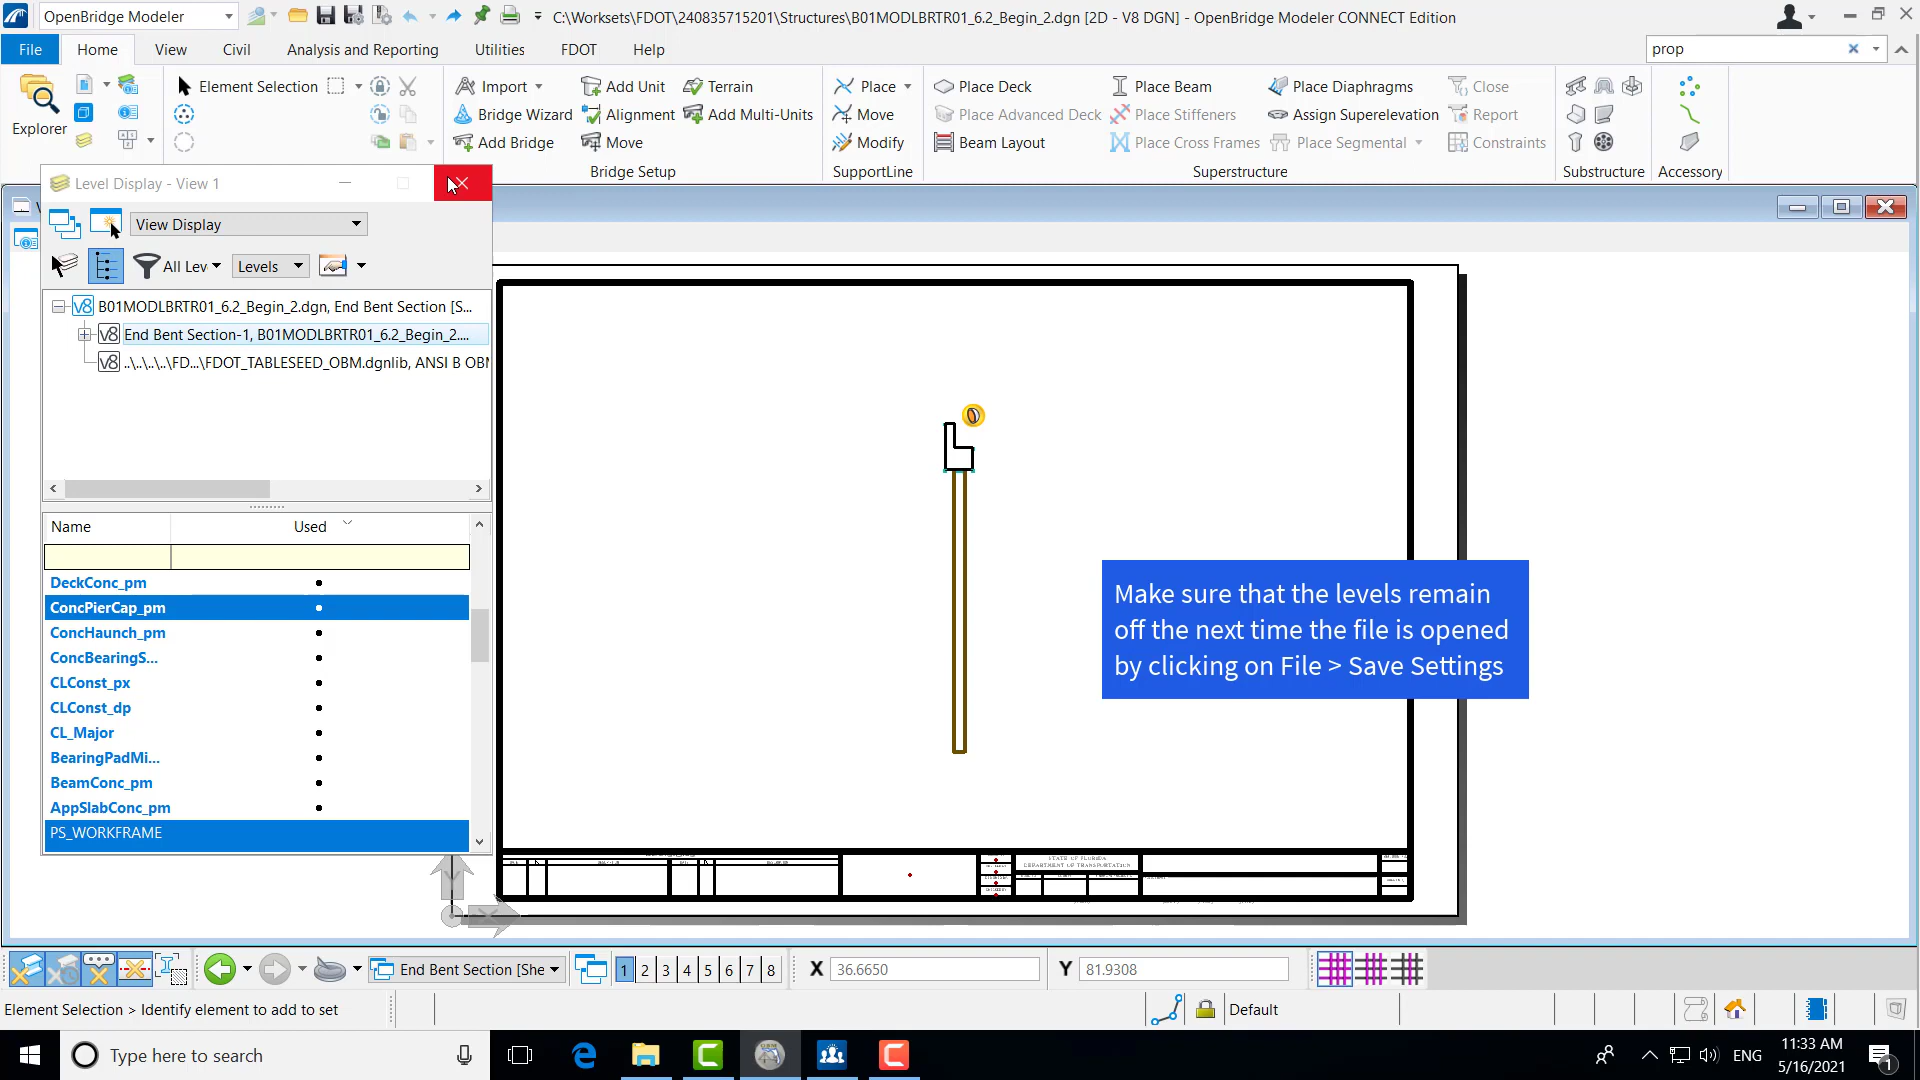 OpenBridge Modeler
C:\Worksets\FDOT\240835715201\Structures\B01MODLBRTR01_6.2_Begin_2.dgn [2D - V8 DGN] - OpenBridge Modeler CONNECT Edition
File Home View Civil Analysis and Reporting Utilities FDOT Help
prop
Explorer
Element Selection
Import Add Unit Terrain
Bridge Wizard Alignment Add Multi-Units
Add Bridge Move
Bridge Setup
Place
Move
Modify
SupportLine
Place Deck Place Beam Place Diaphragms
Place Advanced Deck Place Stiffeners Assign Superelevation
Beam Layout Place Cross Frames Place Segmental
Superstructure
Close
Report
Constraints
Substructure
Accessory
Level Display - View 1
View Display
All Lev Levels
B01MODLBRTR01_6.2_Begin_2.dgn, End Bent Section [S...
End Bent Section-1, B01MODLBRTR01_6.2_Begin_2....
..\..\..\..\FD...\FDOT_TABLESEED_OBM.dgnlib, ANSI B OBM
Name Used
DeckConc_pm
ConcPierCap_pm
ConcHaunch_pm
ConcBearingS...
CLConst_px
CLConst_dp
CL_Major
BearingPadMi...
BeamConc_pm
AppSlabConc_pm
PS_WORKFRAME
Make sure that the levels remain
off the next time the file is opened
by clicking on File > Save Settings
STATE OF FLORIDA
DEPARTMENT OF TRANSPORTATION
Y
X
End Bent Section [She
1 2 3 4 5 6 7 8
X 36.6650
Y 81.9308
Element Selection > Identify element to add to set
Default
Type here to search
ENG
11:33 AM
5/16/2021
1